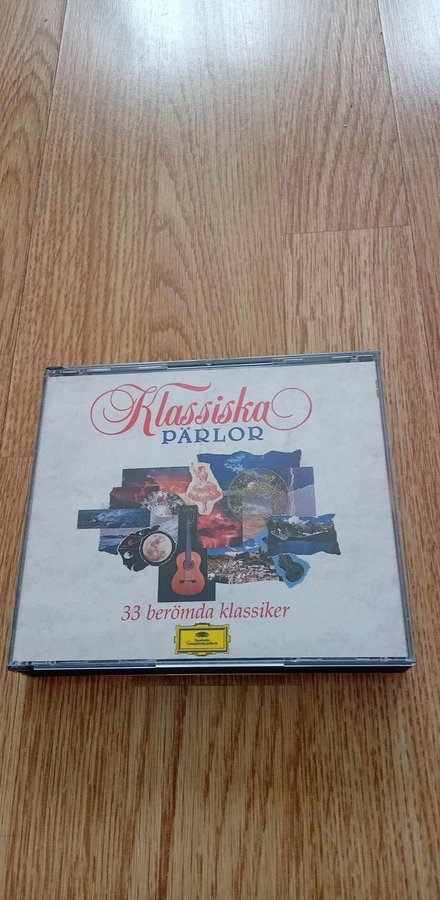 Klassiska
PÄRLOR
33 berömda klassiker
Deutsche
Grammophon